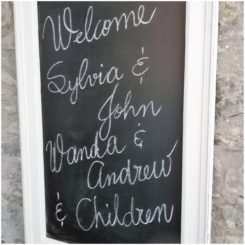 Welcome
Sylvia &
John
Wanda &
Andrew
& Children